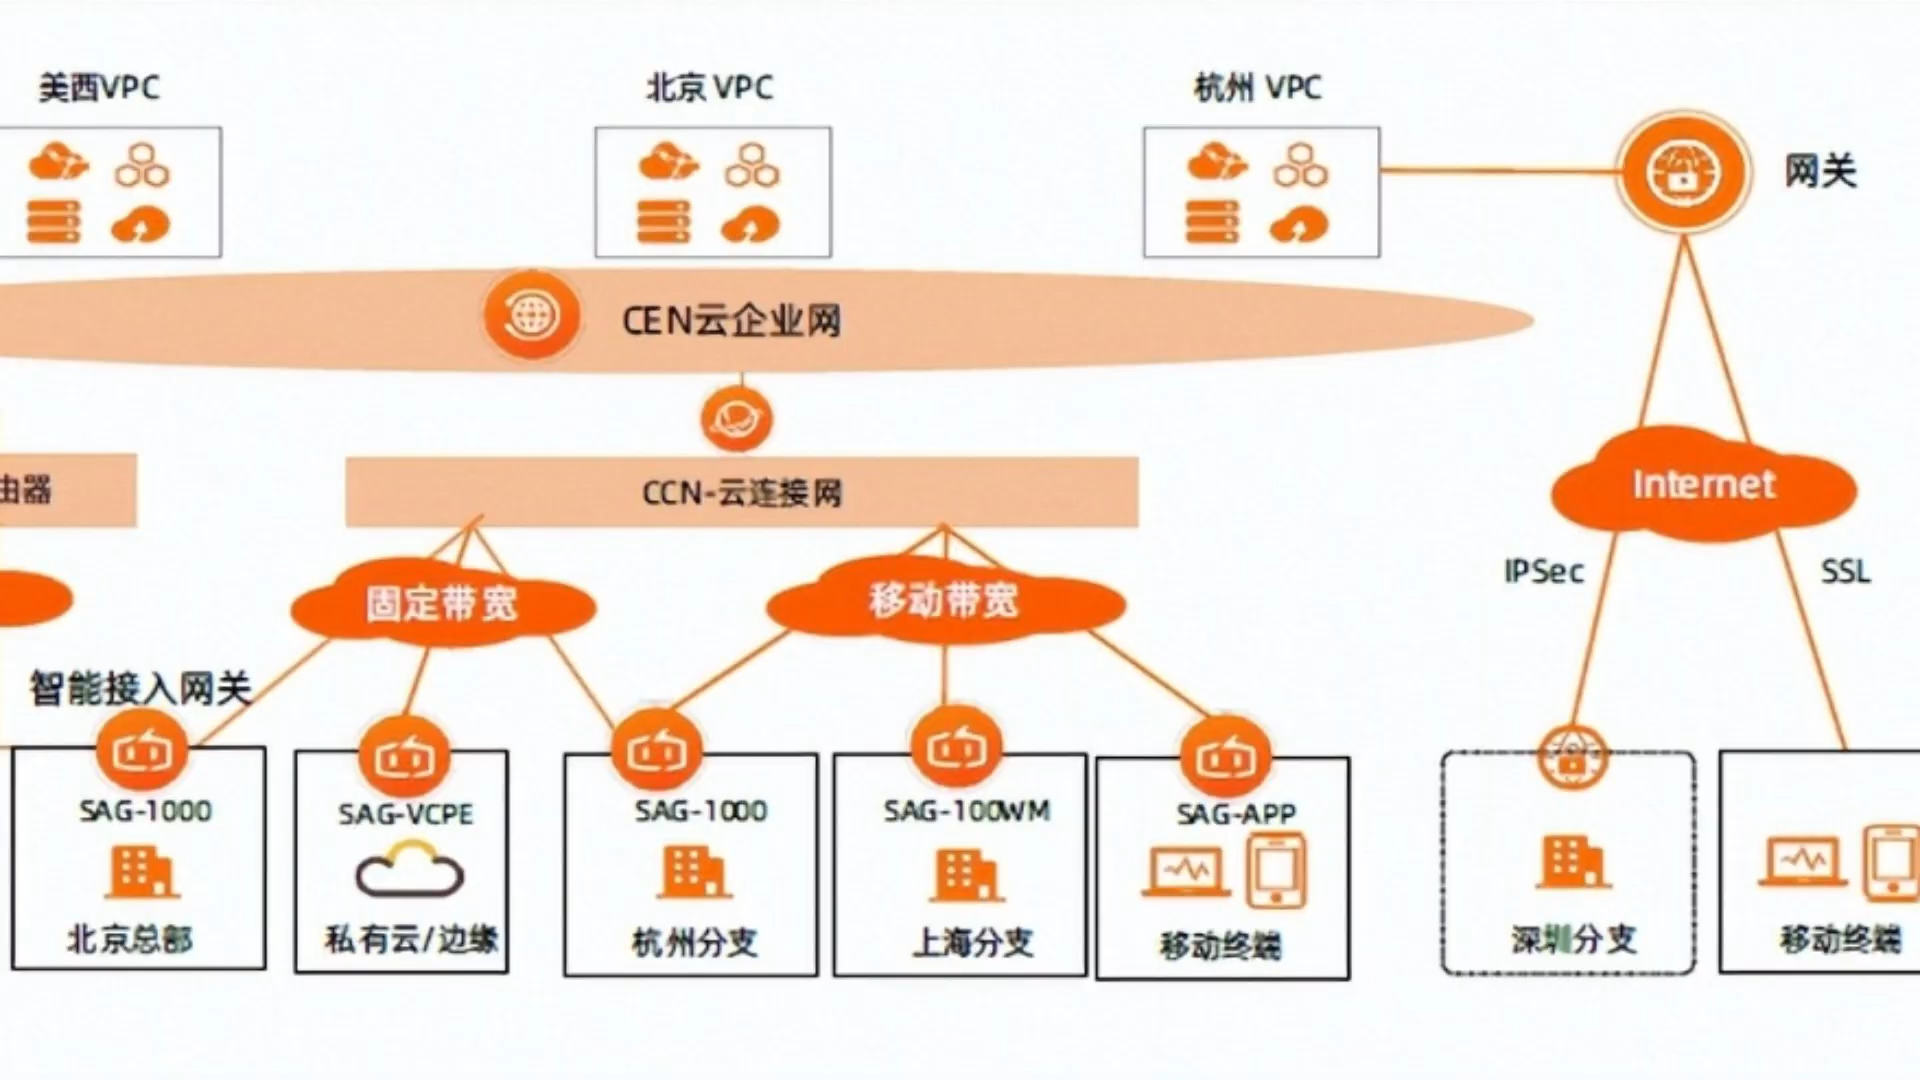 美西VPC
北京 VPC
杭州 VPC
网关
CEN云企业网
由器
CCN-云连接网
Internet
固定带宽
移动带宽
IPSec
SSL
智能接入网关
SAG-1000
SAG-VCPE
SAG-1000
SAG-100WM
SAG-APP
北京总部
私有云/边缘
杭州分支
上海分支
移动终端
深圳分支
移动终端